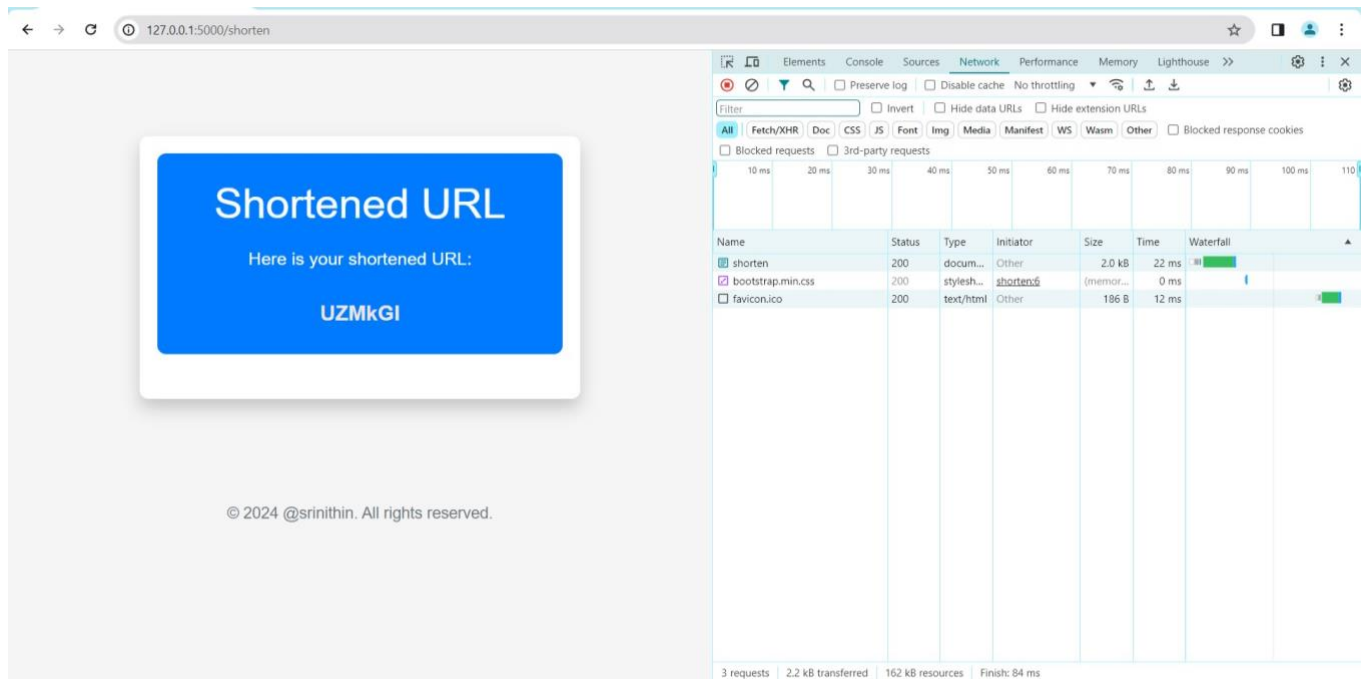 127.0.0.1:5000/shorten
Shortened URL
Here is your shortened URL:
UZMkGI
© 2024 @srinithin. All rights reserved.
Elements Console Sources Network Performance Memory Lighthouse
Preserve log Disable cache No throttling
Filter Invert Hide data URLs Hide extension URLs
All Fetch/XHR Doc CSS JS Font Img Media Manifest WS Wasm Other Blocked response cookies
Blocked requests 3rd-party requests
10 ms 20 ms 30 ms 40 ms 50 ms 60 ms 70 ms 80 ms 90 ms 100 ms 110
Name Status Type Initiator Size Time Waterfall
shorten 200 docum... Other 2.0 kB 22 ms
bootstrap.min.css 200 stylesh... shorten:6 (memor... 0 ms
favicon.ico 200 text/html Other 186 B 12 ms
3 requests 2.2 kB transferred 162 kB resources Finish: 84 ms